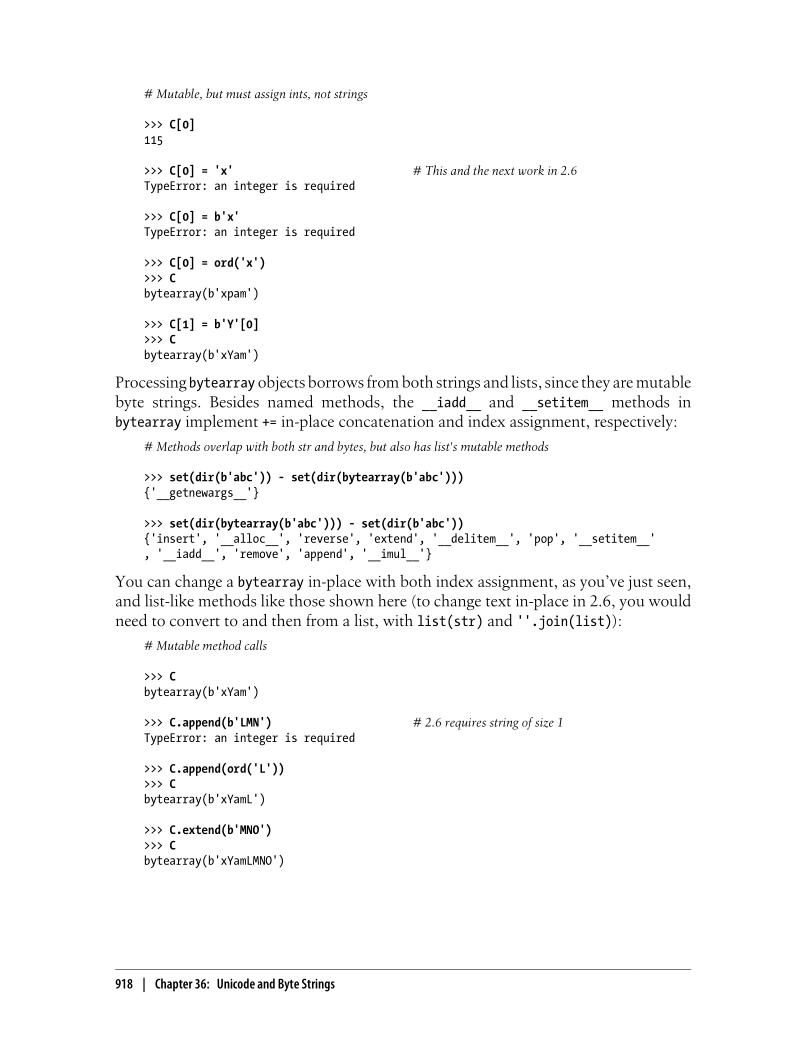 # Mutable, but must assign ints, not strings
>>> C[0]
115
>>> C[0] = 'x' # This and the next work in 2.6
TypeError: an integer is required
>>> C[0] = b'x'
TypeError: an integer is required
>>> C[0] = ord('x')
>>> C
bytearray(b'xpam')
>>> C[1] = b'Y'[0]
>>> C
bytearray(b'xYam')
Processing bytearray objects borrows from both strings and lists, since they are mutable
byte strings. Besides named methods, the __iadd__ and __setitem__ methods in
bytearray implement += in-place concatenation and index assignment, respectively:
# Methods overlap with both str and bytes, but also has list's mutable methods
>>> set(dir(b'abc')) - set(dir(bytearray(b'abc')))
{'__getnewargs__'}
>>> set(dir(bytearray(b'abc'))) - set(dir(b'abc'))
{'insert', '__alloc__', 'reverse', 'extend', '__delitem__', 'pop', '__setitem__'
, '__iadd__', 'remove', 'append', '__imul__'}
You can change a bytearray in-place with both index assignment, as you've just seen,
and list-like methods like those shown here (to change text in-place in 2.6, you would
need to convert to and then from a list, with list(str) and ''.join(list)):
# Mutable method calls
>>> C
bytearray(b'xYam')
>>> C.append(b'LMN') # 2.6 requires string of size 1
TypeError: an integer is required
>>> C.append(ord('L'))
>>> C
bytearray(b'xYamL')
>>> C.extend(b'MNO')
>>> C
bytearray(b'xYamLMNO')
918 | Chapter 36: Unicode and Byte Strings